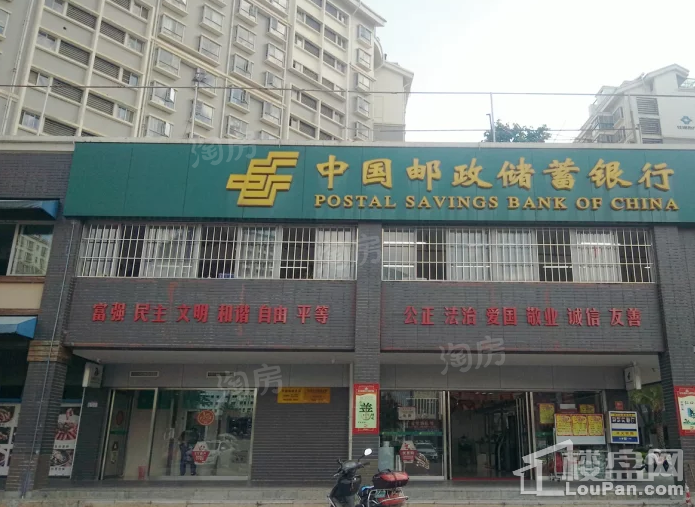 中国邮政储蓄银行
POSTAL SAVINGS BANK OF CHINA
富强 民主 文明 和谐 自由 平等
公正 法治 爱国 敬业 诚信 友善
淘房
淘房
淘房
淘房
楼盘网
LouPan.com